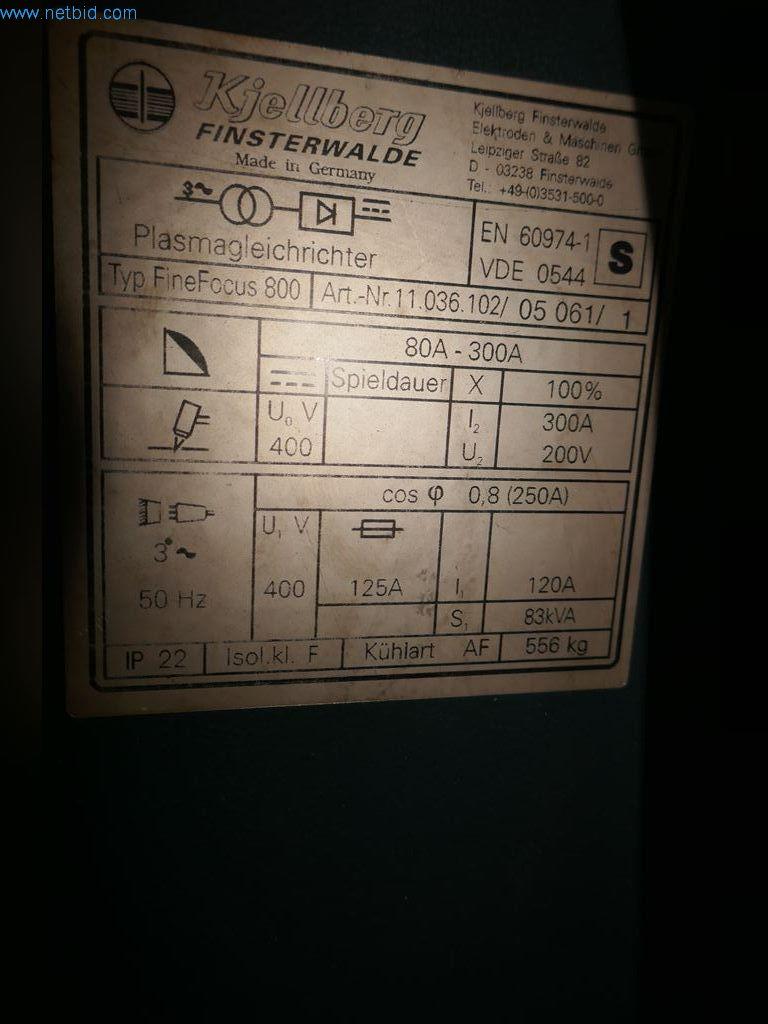 www.netbid.com
Kjellberg
FINSTERWALDE
Made in Germany
Kjellberg Finsterwalde
Elektroden & Maschinen
Leipziger Straße 82
D - 03238 Finsterwalde
Tel.: +49-(0)3531-500-0
3~
Plasmagleichrichter
EN 60974-1
VDE 0544
S
Typ FineFocus 800 Art.-Nr.11.036.102/ 05 061/ 1
80A - 300A
Spieldauer X 100%
U₀ V I₂ 300A
400 U₂ 200V
cos φ 0,8 (250A)
3~ U₁ V
50 Hz 400 125A I₁ 120A
S₁ 83kVA
IP 22 Isol.kl. F Kühlart AF 556 kg